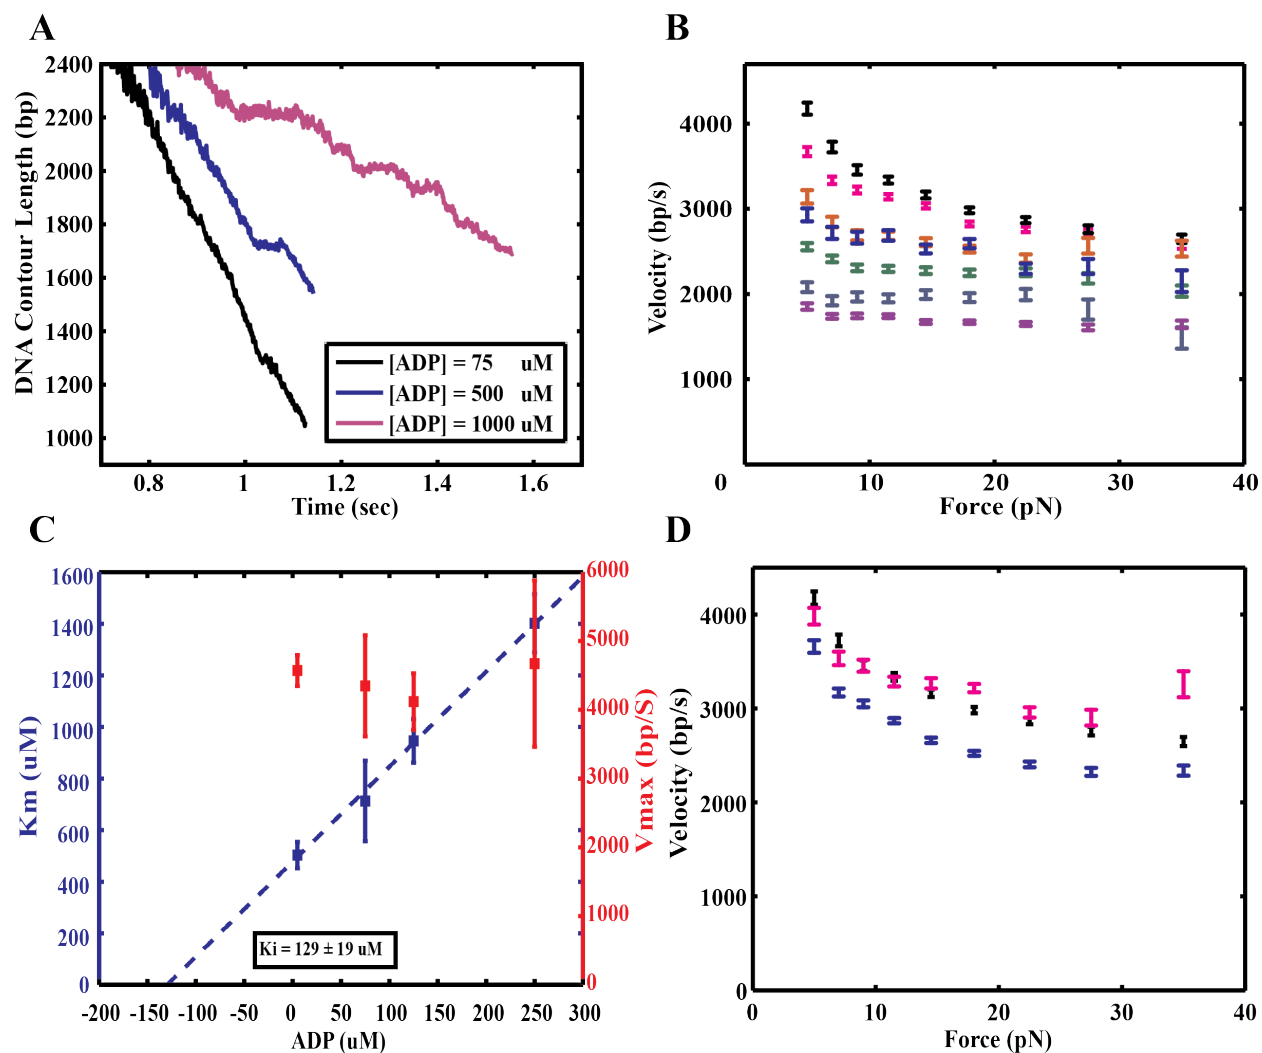 A
DNA Contour Length (bp)
2400
2200
2000
1800
1600
1400
1200
1000
0.8 1 1.2 1.4 1.6
Time (sec)
[ADP] = 75 uM
[ADP] = 500 uM
[ADP] = 1000 uM
B
Velocity (bp/s)
4000
3000
2000
1000
0 10 20 30 40
Force (pN)
C
Km (uM)
1600
1400
1200
1000
800
600
400
200
0
-200 -150 -100 -50 0 50 100 150 200 250 300
ADP (uM)
Ki = 129 ± 19 uM
6000
5000
4000
3000
2000
1000
0
Vmax (bp/S)
D
Velocity (bp/s)
4000
3000
2000
1000
0
0 10 20 30 40
Force (pN)